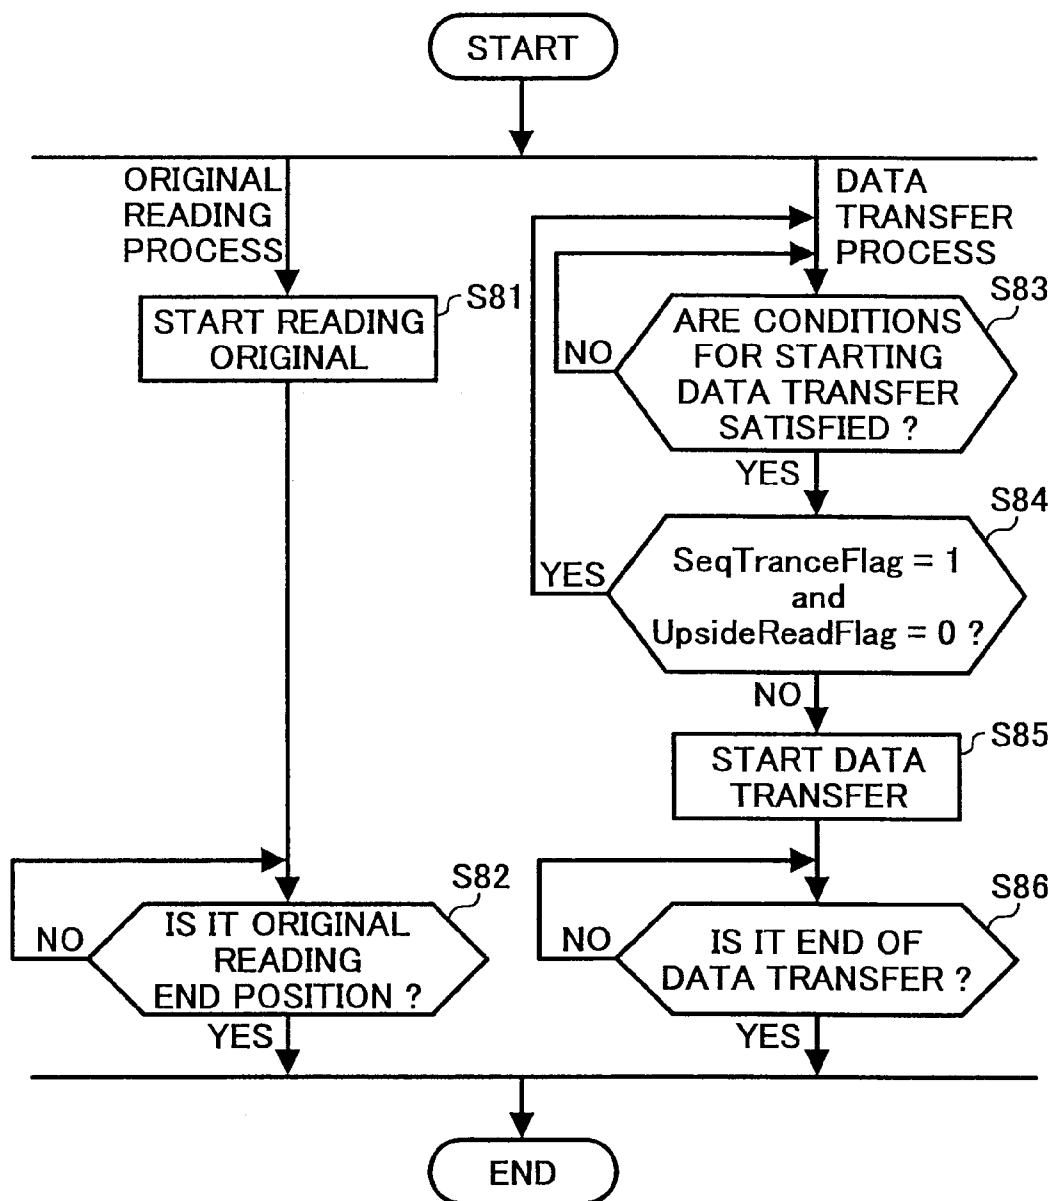 START
ORIGINAL
READING
PROCESS
DATA
TRANSFER
PROCESS
S81
START READING
ORIGINAL
S83
ARE CONDITIONS
FOR STARTING
DATA TRANSFER
SATISFIED ?
NO
YES
S84
SeqTranceFlag = 1
and
UpsideReadFlag = 0 ?
YES
NO
S85
START DATA
TRANSFER
S82
IS IT ORIGINAL
READING
END POSITION ?
NO
YES
S86
IS IT END OF
DATA TRANSFER ?
NO
YES
END